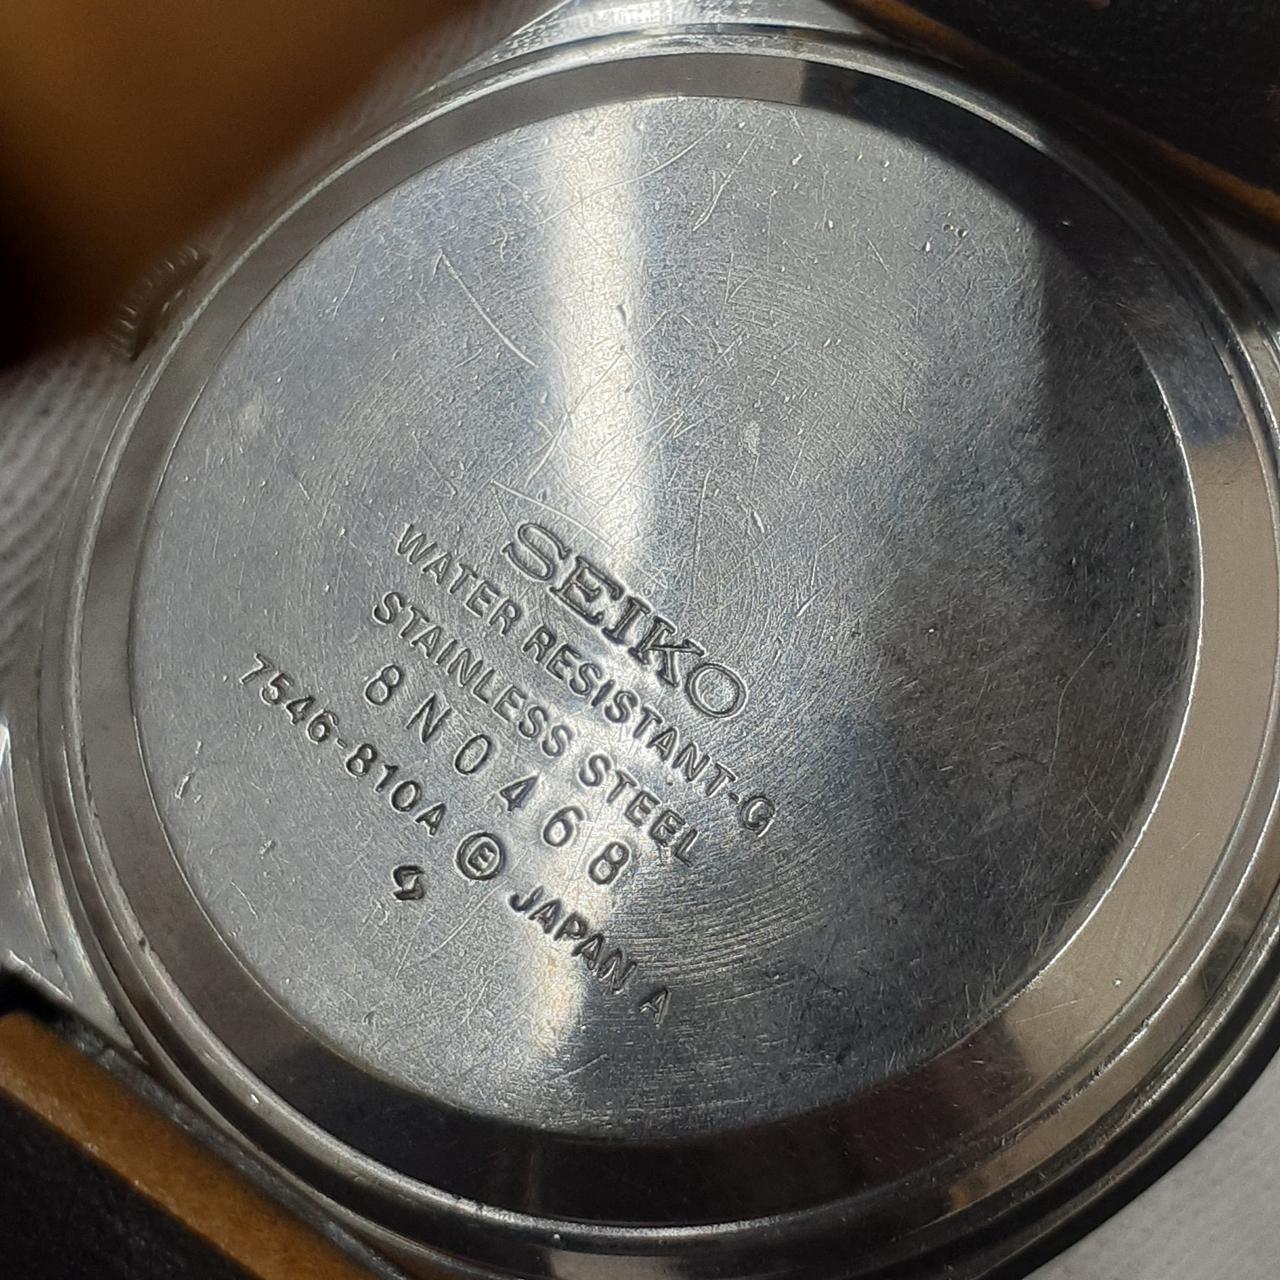 SEIKO
WATER RESISTANT-G
STAINLESS STEEL
8N0468
7546-810A Ⓔ JAPAN A
S